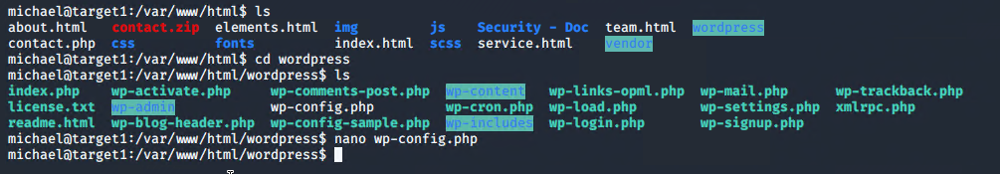 michael@target1:/var/www/html$ ls
about.html   contact.zip  elements.html  img         js    Security - Doc  team.html  wordpress
contact.php  css          fonts          index.html  scss  service.html    vendor
michael@target1:/var/www/html$ cd wordpress
michael@target1:/var/www/html/wordpress$ ls
index.php    wp-activate.php     wp-comments-post.php  wp-content   wp-links-opml.php  wp-mail.php      wp-trackback.php
license.txt  wp-admin            wp-config.php         wp-cron.php  wp-load.php        wp-settings.php  xmlrpc.php
readme.html  wp-blog-header.php  wp-config-sample.php  wp-includes  wp-login.php       wp-signup.php
michael@target1:/var/www/html/wordpress$ nano wp-config.php
michael@target1:/var/www/html/wordpress$